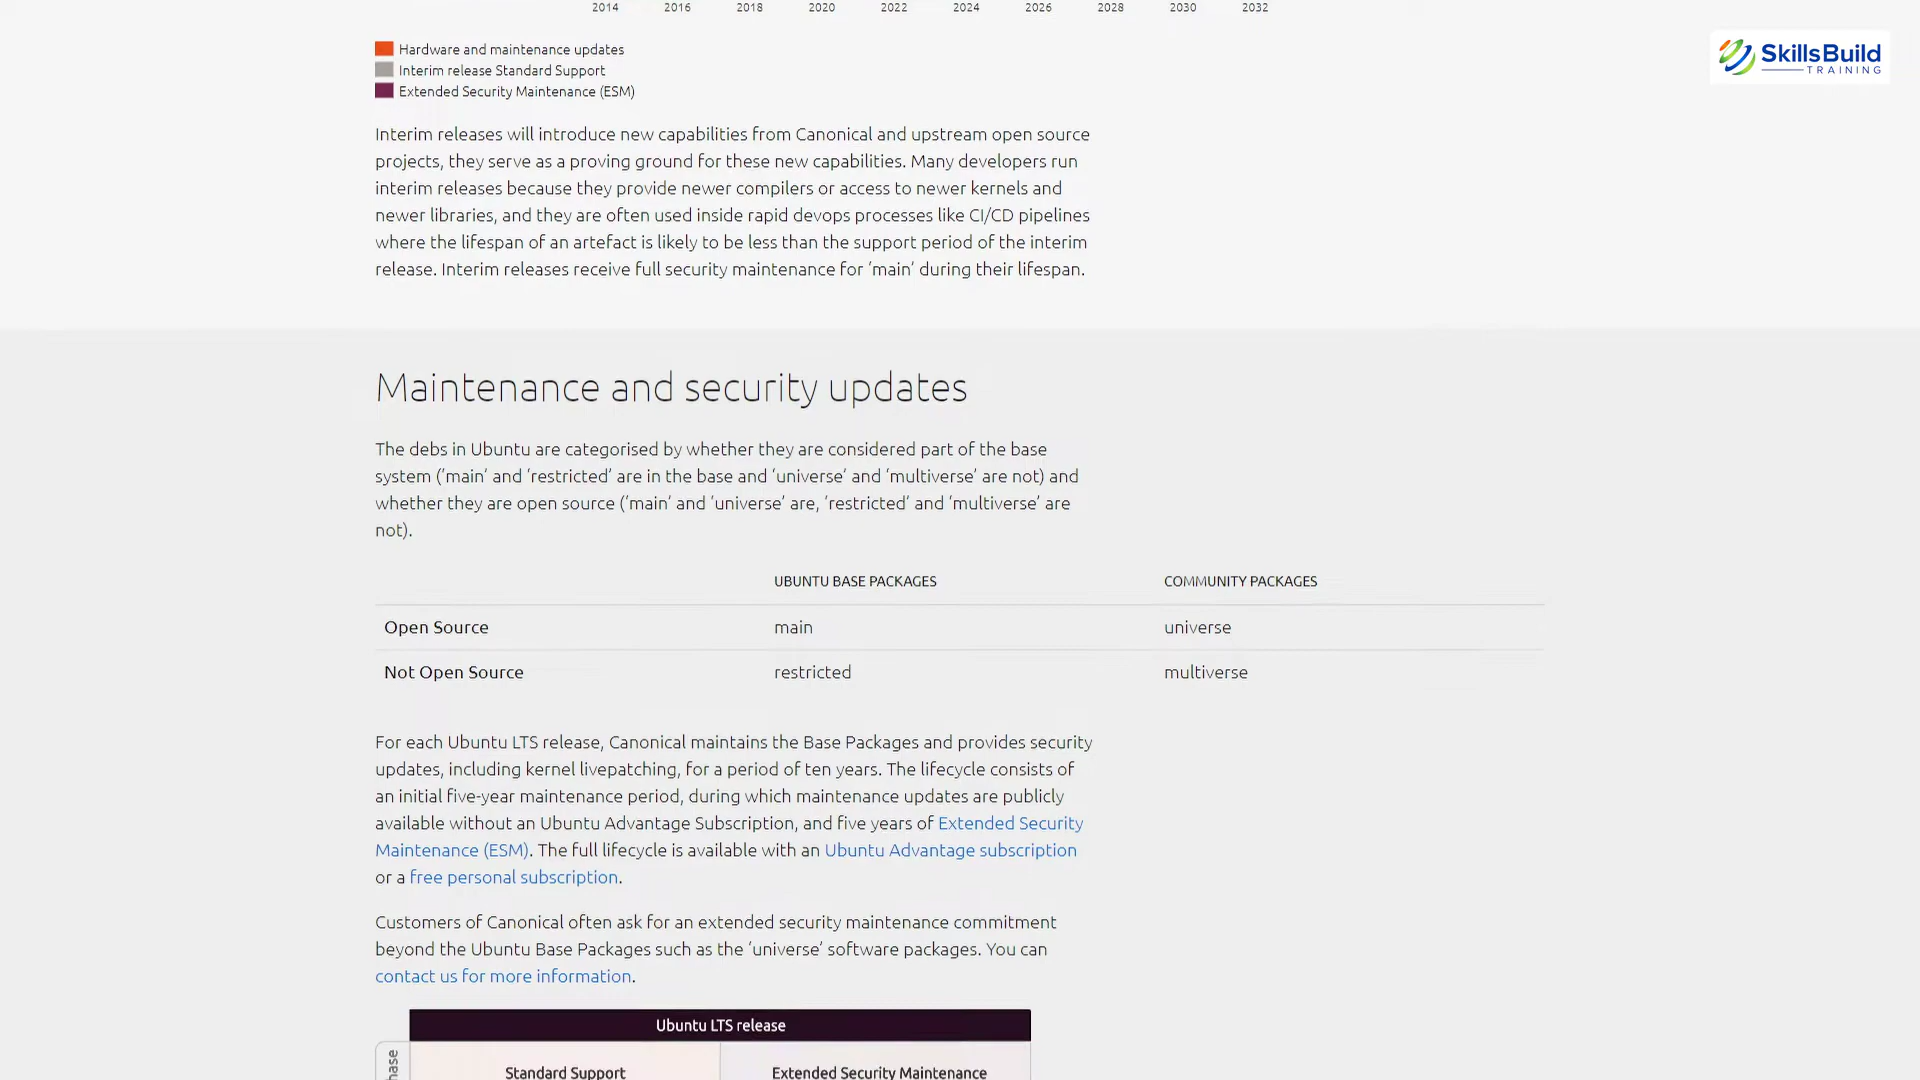 2014 2016 2018 2020 2022 2024 2026 2028 2030 2032
SkillsBuild
TRAINING
Hardware and maintenance updates
Interim release Standard Support
Extended Security Maintenance (ESM)
Interim releases will introduce new capabilities from Canonical and upstream open source
projects, they serve as a proving ground for these new capabilities. Many developers run
interim releases because they provide newer compilers or access to newer kernels and
newer libraries, and they are often used inside rapid devops processes like CI/CD pipelines
where the lifespan of an artefact is likely to be less than the support period of the interim
release. Interim releases receive full security maintenance for ‘main’ during their lifespan.
Maintenance and security updates
The debs in Ubuntu are categorised by whether they are considered part of the base
system (‘main’ and ‘restricted’ are in the base and ‘universe’ and ‘multiverse’ are not) and
whether they are open source (‘main’ and ‘universe’ are, ‘restricted’ and ‘multiverse’ are
not).
UBUNTU BASE PACKAGES COMMUNITY PACKAGES
Open Source main universe
Not Open Source restricted multiverse
For each Ubuntu LTS release, Canonical maintains the Base Packages and provides security
updates, including kernel livepatching, for a period of ten years. The lifecycle consists of
an initial five-year maintenance period, during which maintenance updates are publicly
available without an Ubuntu Advantage Subscription, and five years of Extended Security
Maintenance (ESM). The full lifecycle is available with an Ubuntu Advantage subscription
or a free personal subscription.
Customers of Canonical often ask for an extended security maintenance commitment
beyond the Ubuntu Base Packages such as the ‘universe’ software packages. You can
contact us for more information.
Ubuntu LTS release
Standard Support Extended Security Maintenance